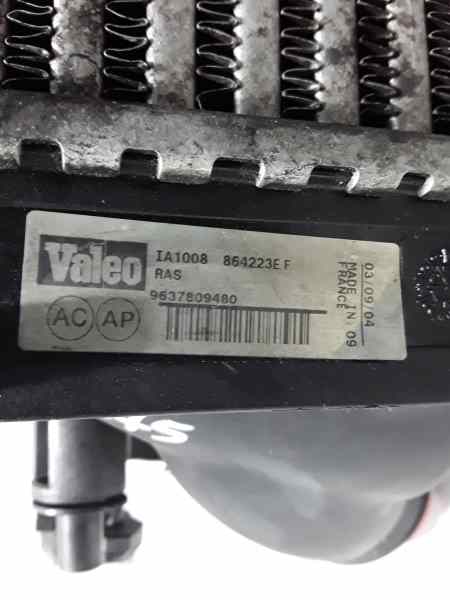 Valeo
IA1008 864223E F
RAS
9637809480
AC AP
03/09/04
MADE IN
FRANCE 09